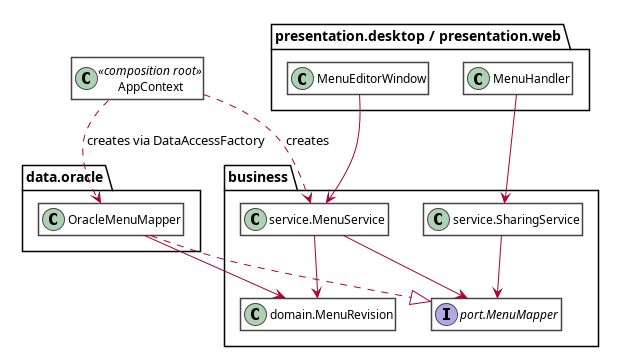 presentation.desktop / presentation.web
C «composition root»
AppContext
C MenuEditorWindow
C MenuHandler
creates via DataAccessFactory
creates
data.oracle
business
C OracleMenuMapper
C service.MenuService
C service.SharingService
C domain.MenuRevision
I port.MenuMapper